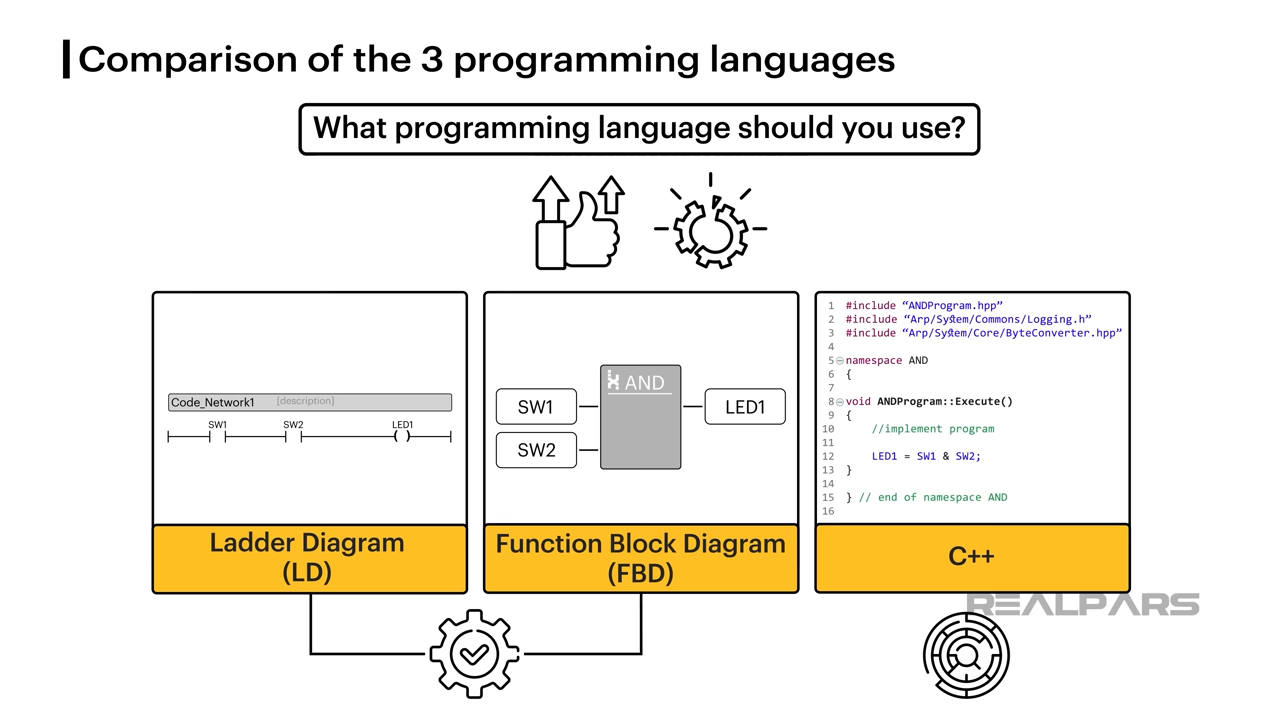 Comparison of the 3 programming languages
What programming language should you use?
Code_Network1 [description]
SW1 SW2 LED1
Ladder Diagram
(LD)
AND
SW1
SW2
LED1
Function Block Diagram
(FBD)
1 #include “ANDProgram.hpp”
2 #include “Arp/System/Commons/Logging.h”
3 #include “Arp/System/Core/ByteConverter.hpp”
4
5 namespace AND
6 {
7
8 void ANDProgram::Execute()
9 {
10 //implement program
11
12 LED1 = SW1 & SW2;
13 }
14
15 } // end of namespace AND
16
C++
REALPARS